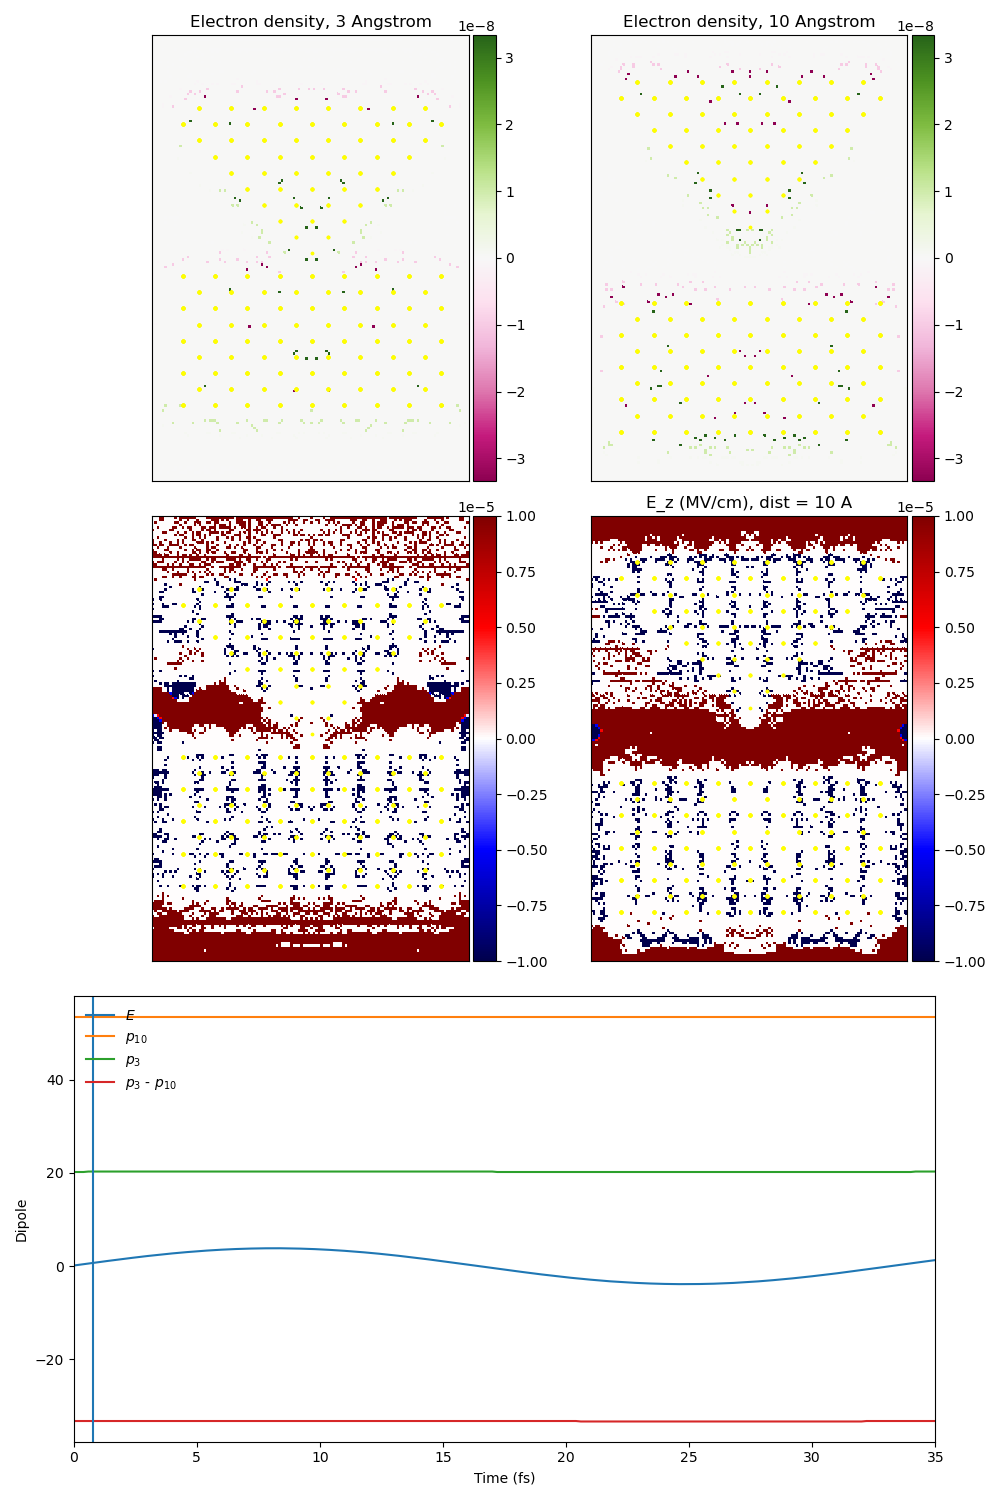 Electron density, 3 Angstrom
1e−8
3
2
1
0
−1
−2
−3
Electron density, 10 Angstrom
1e−8
3
2
1
0
−1
−2
−3
1e−5
1.00
0.75
0.50
0.25
0.00
−0.25
−0.50
−0.75
−1.00
E_z (MV/cm), dist = 10 A
1e−5
1.00
0.75
0.50
0.25
0.00
−0.25
−0.50
−0.75
−1.00
E
p10
p3
p3 - p10
40
20
0
−20
Dipole
0 5 10 15 20 25 30 35
Time (fs)